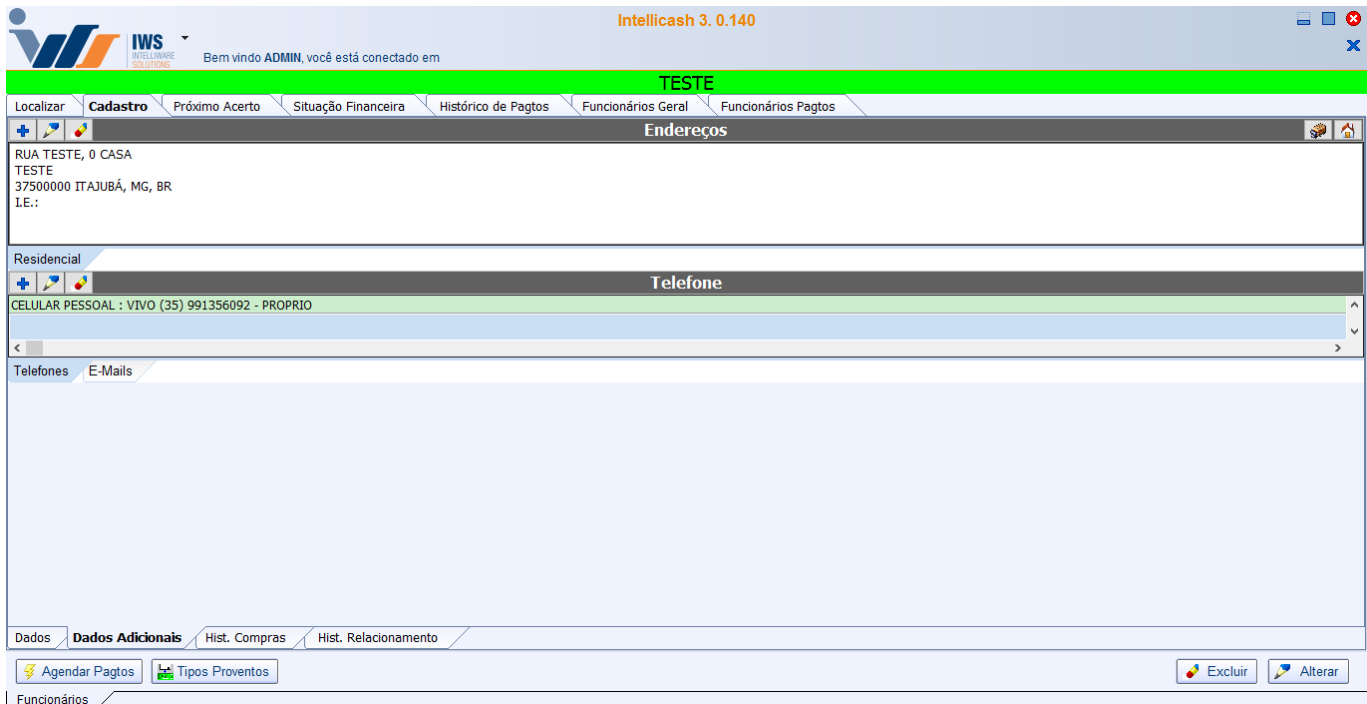 Intellicash 3. 0.140
IWS
INTELLIWARE
SOLUTIONS
Bem vindo ADMIN, você está conectado em
TESTE
Localizar Cadastro Próximo Acerto Situação Financeira Histórico de Pagtos Funcionários Geral Funcionários Pagtos
Endereços
RUA TESTE, 0 CASA
TESTE
37500000 ITAJUBÁ, MG, BR
I.E.:
Residencial
Telefone
CELULAR PESSOAL : VIVO (35) 991356092 - PROPRIO
Telefones E-Mails
Dados Dados Adicionais Hist. Compras Hist. Relacionamento
Agendar Pagtos Tipos Proventos Excluir Alterar
Funcionários